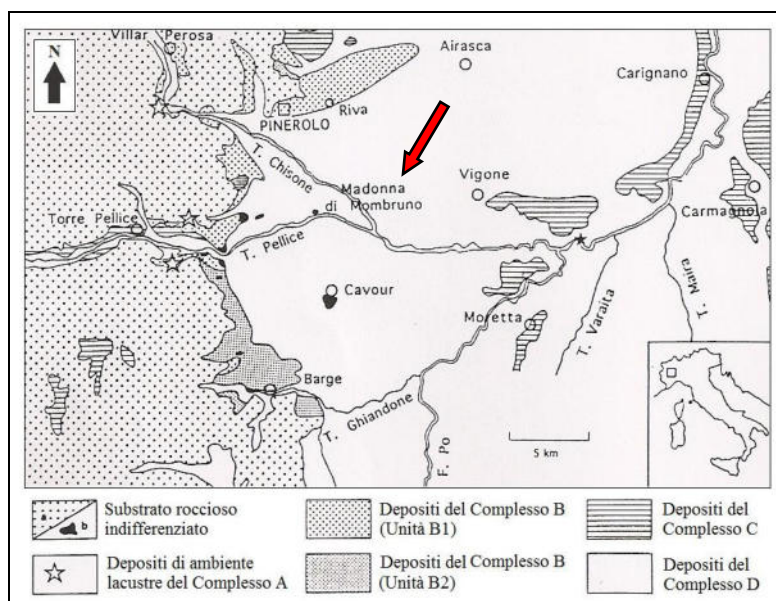 Villar Perosa
N
Airasca
Carignano
Riva
PINEROLO
T. Chisone
Madonna
di Mombruno
Vigone
Torre Pellice
T. Pellice
Carmagnola
Cavour
Moretta
T. Varaita
T. Maira
Barge
T. Ghiandone
F. Po
5 km
a
b
Substrato roccioso
indifferenziato
Depositi del Complesso B
(Unità B1)
Depositi del
Complesso C
Depositi di ambiente
lacustre del Complesso A
Depositi del Complesso B
(Unità B2)
Depositi del
Complesso D